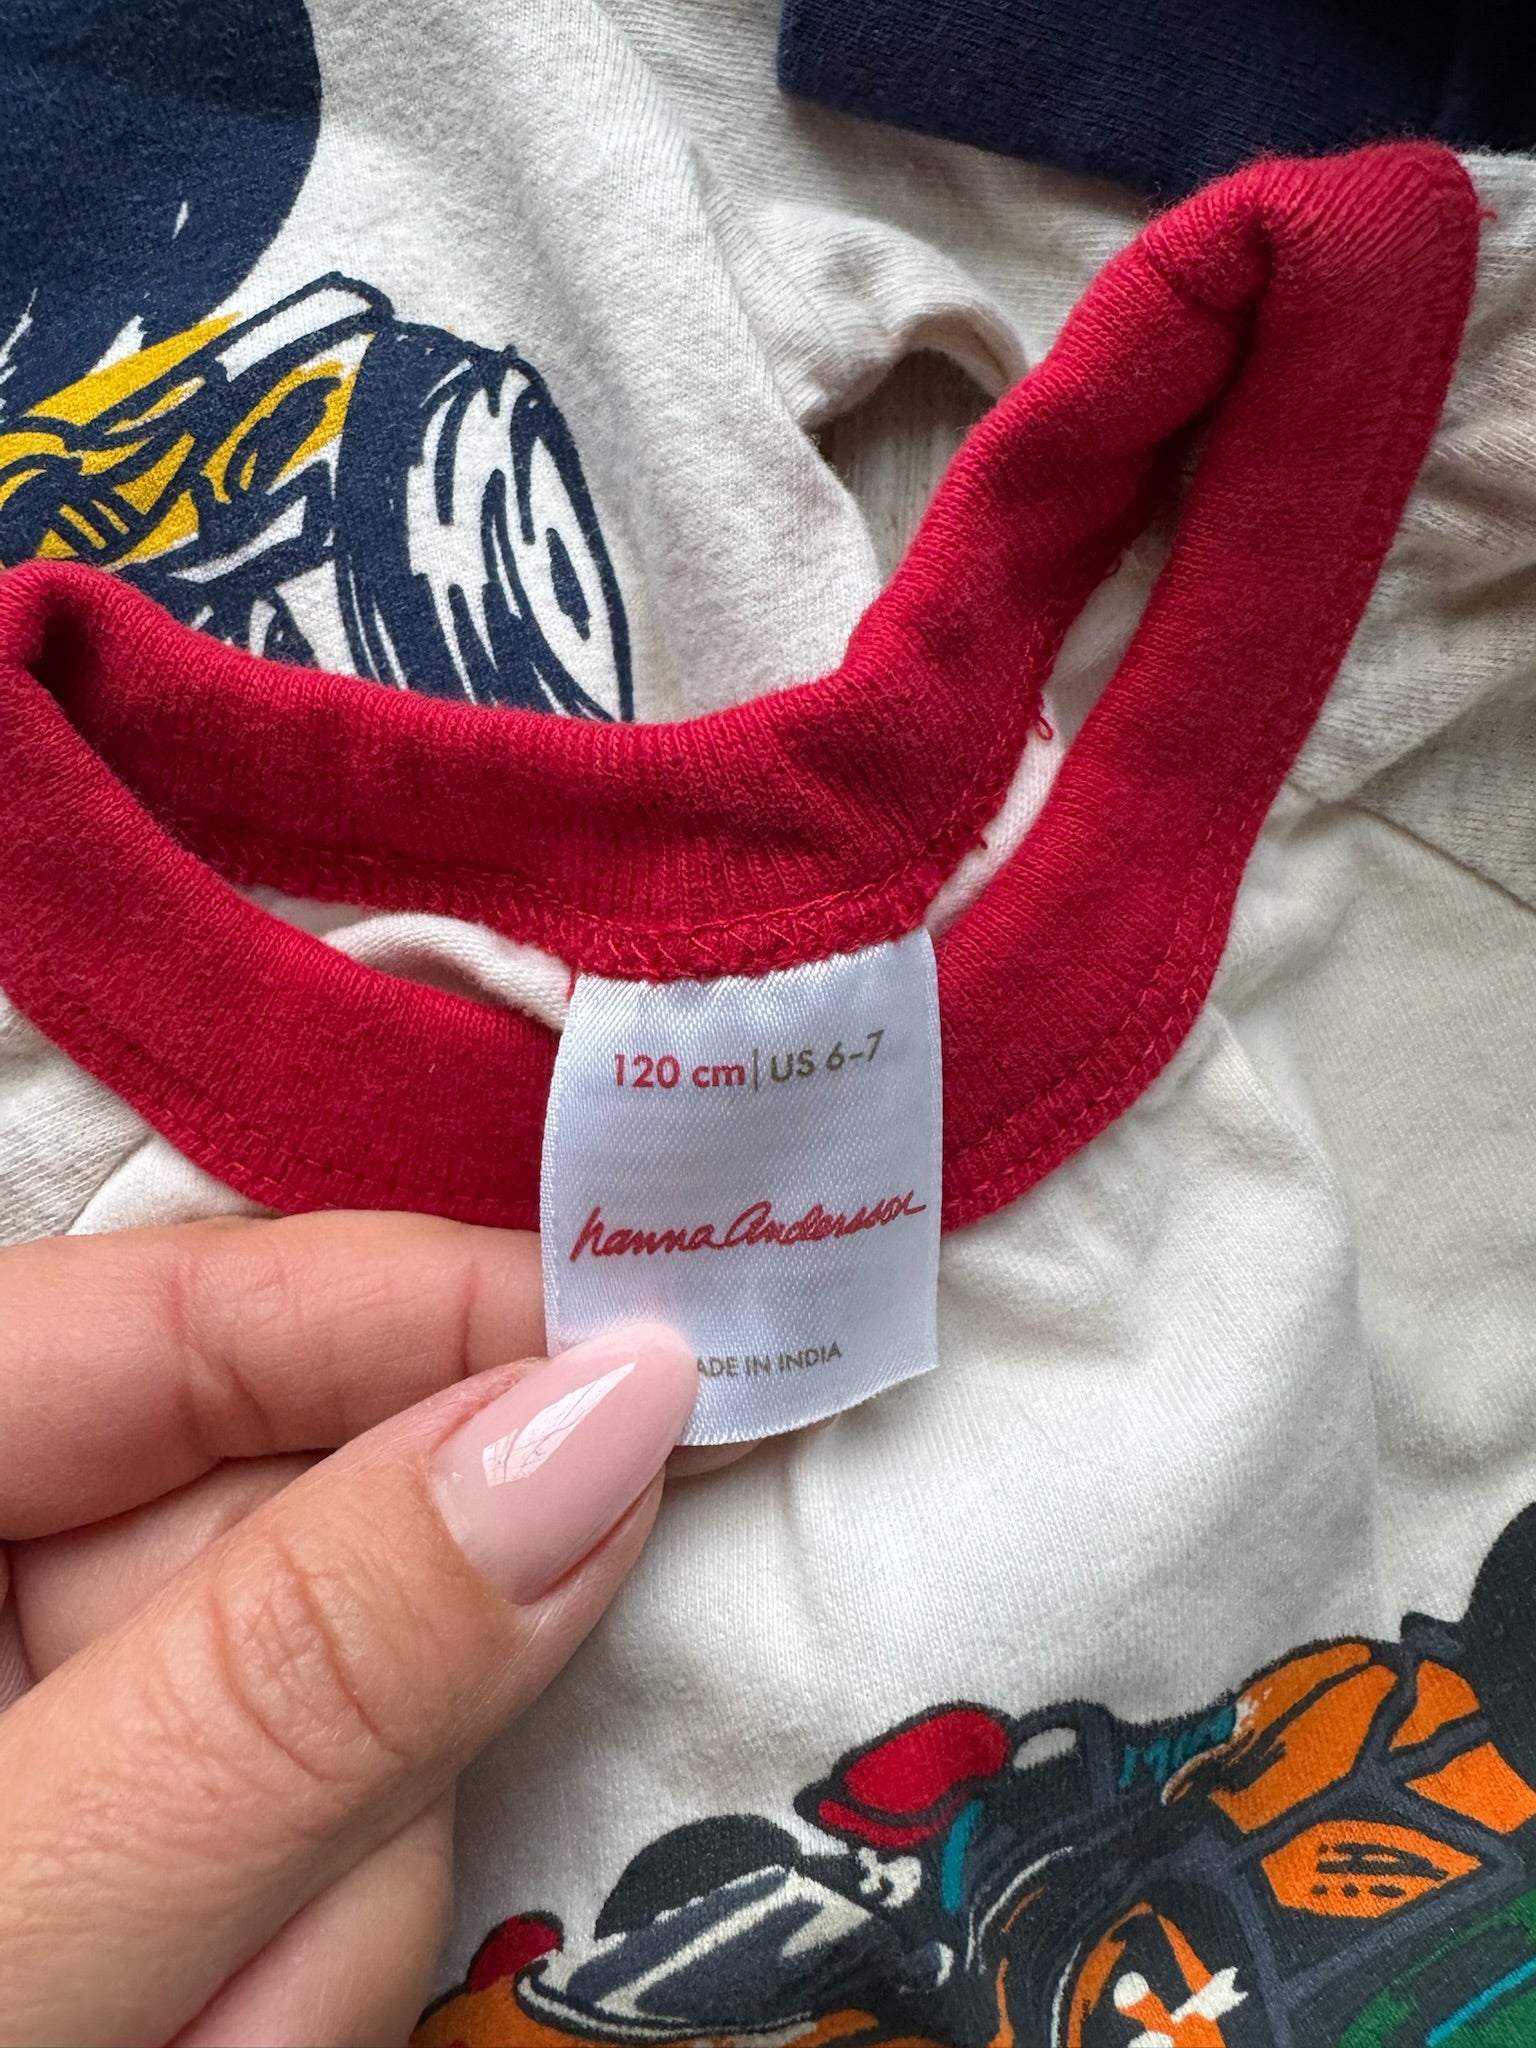 120 cm | US 6-7
hanna Andersson
ADE IN INDIA